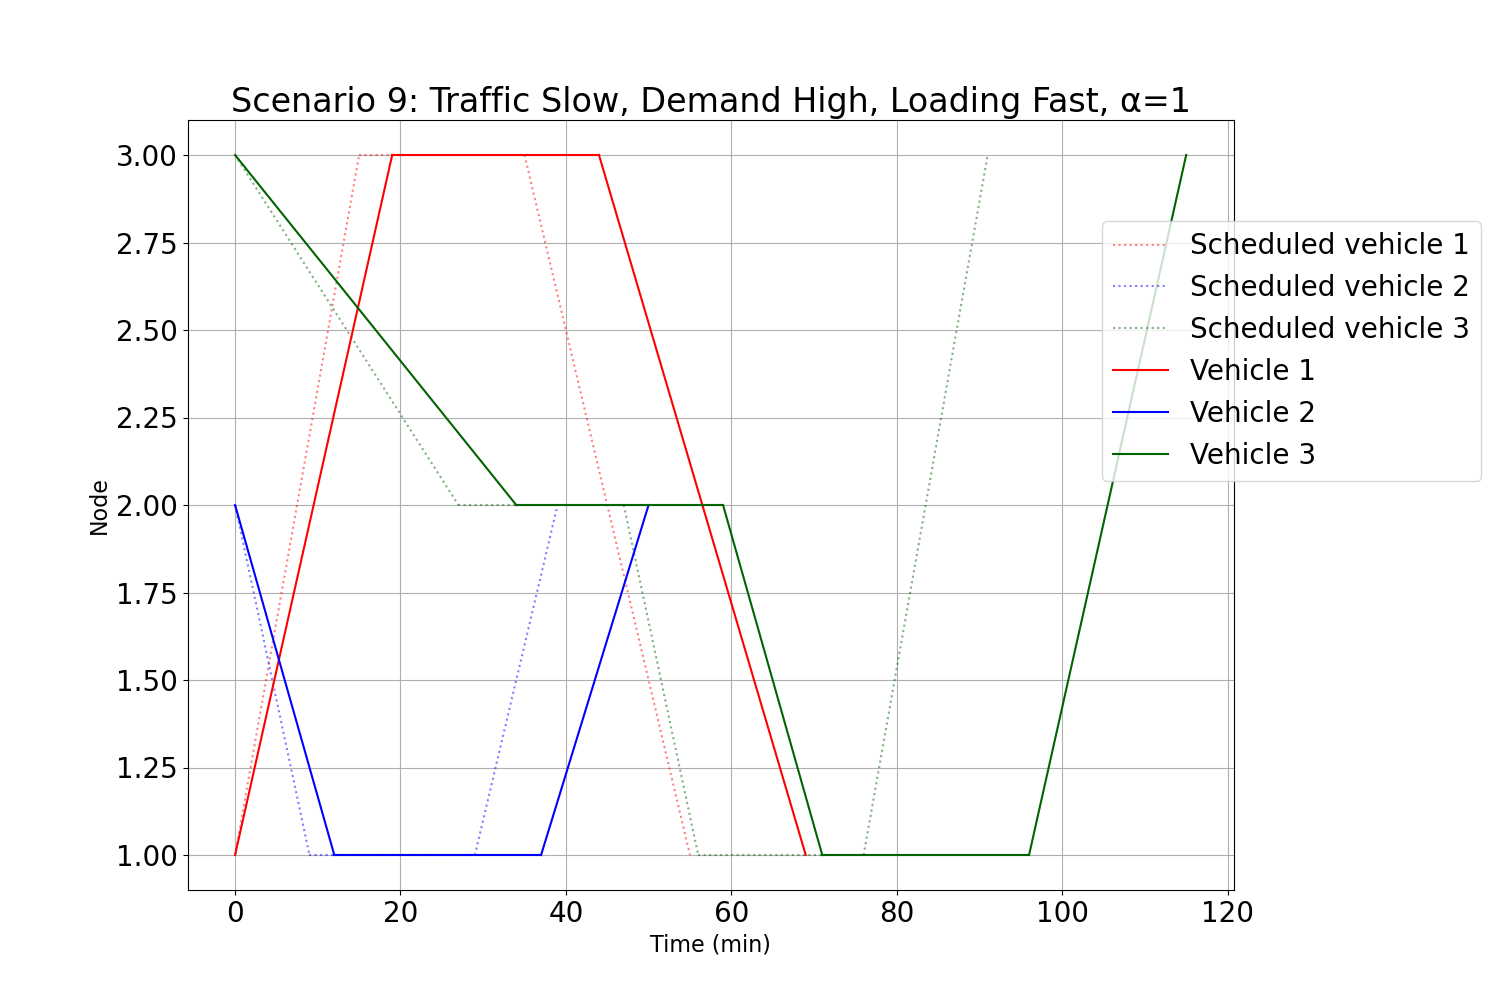 Scenario 9: Traffic Slow, Demand High, Loading Fast, α=1
3.00
2.75
2.50
2.25
2.00
1.75
1.50
1.25
1.00
Node
0 20 40 60 80 100 120
Time (min)
Scheduled vehicle 1
Scheduled vehicle 2
Scheduled vehicle 3
Vehicle 1
Vehicle 2
Vehicle 3